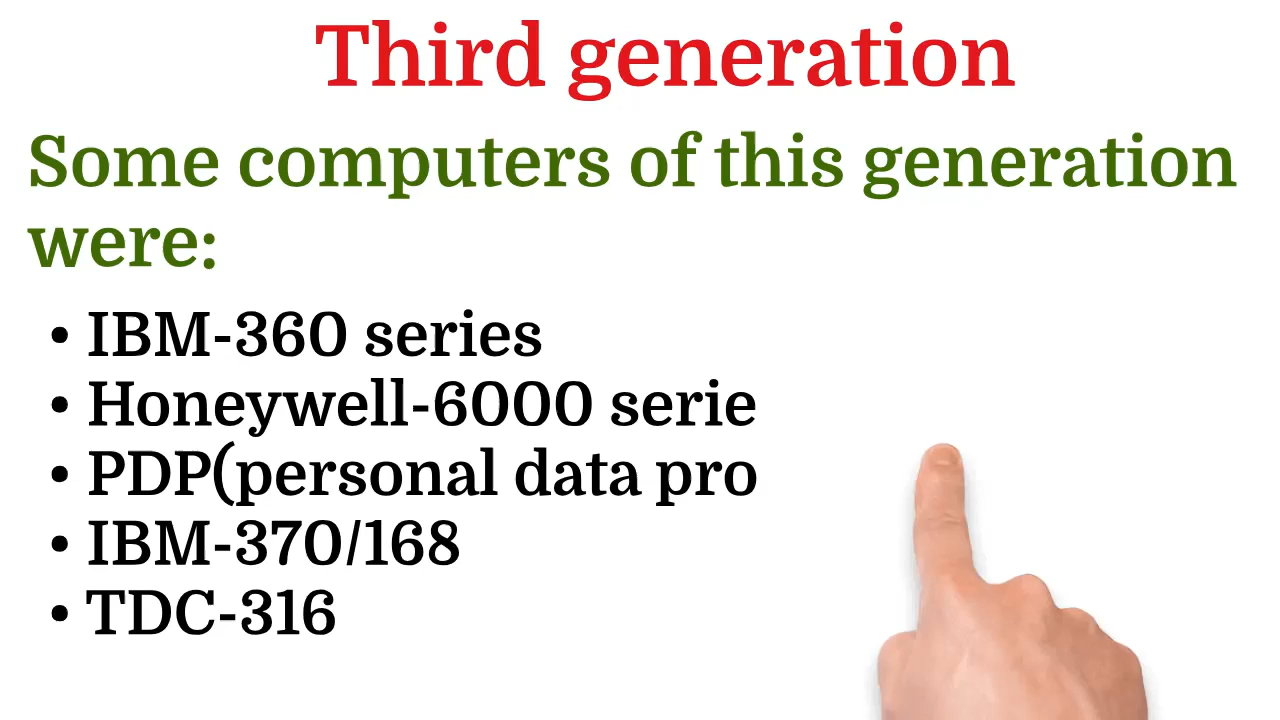 Third generation
Some computers of this generation
were:
• IBM-360 series
• Honeywell-6000 serie
• PDP(personal data pro
• IBM-370/168
• TDC-316